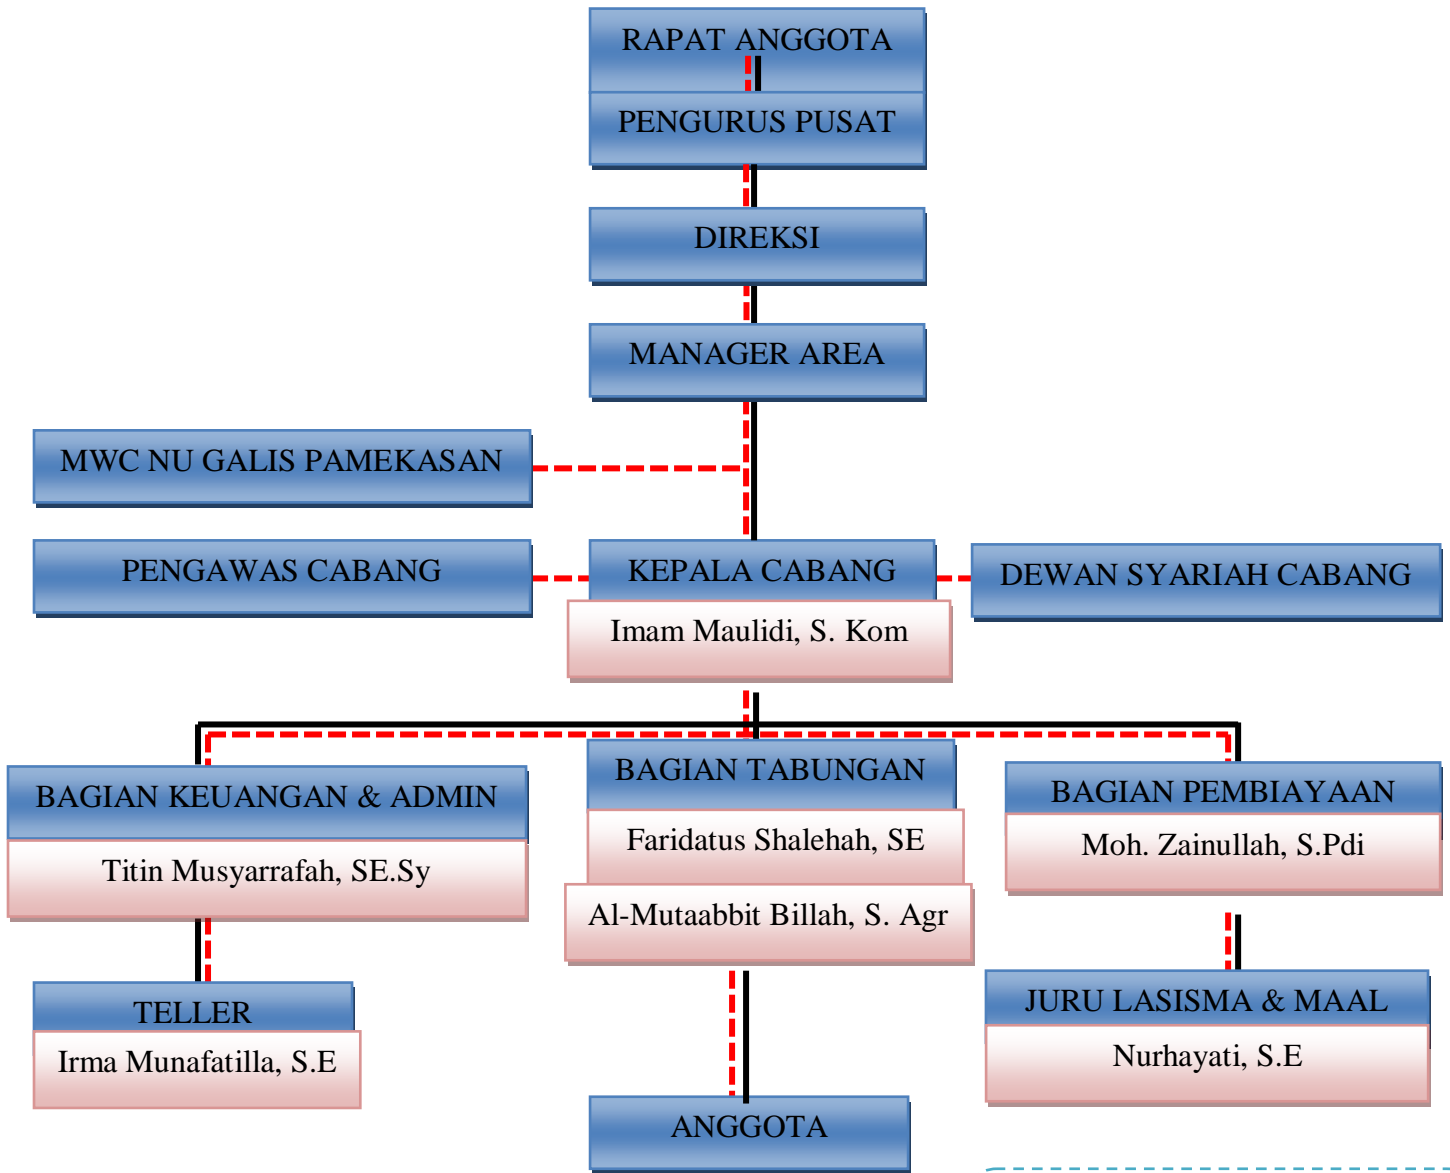 RAPAT ANGGOTA
PENGURUS PUSAT
DIREKSI
MANAGER AREA
MWC NU GALIS PAMEKASAN
PENGAWAS CABANG
KEPALA CABANG
DEWAN SYARIAH CABANG
Imam Maulidi, S. Kom
BAGIAN KEUANGAN & ADMIN
Titin Musyarrafah, SE.Sy
BAGIAN TABUNGAN
Faridatus Shalehah, SE
Al-Mutaabbit Billah, S. Agr
BAGIAN PEMBIAYAAN
Moh. Zainullah, S.Pdi
TELLER
Irma Munafatilla, S.E
JURU LASISMA & MAAL
Nurhayati, S.E
ANGGOTA